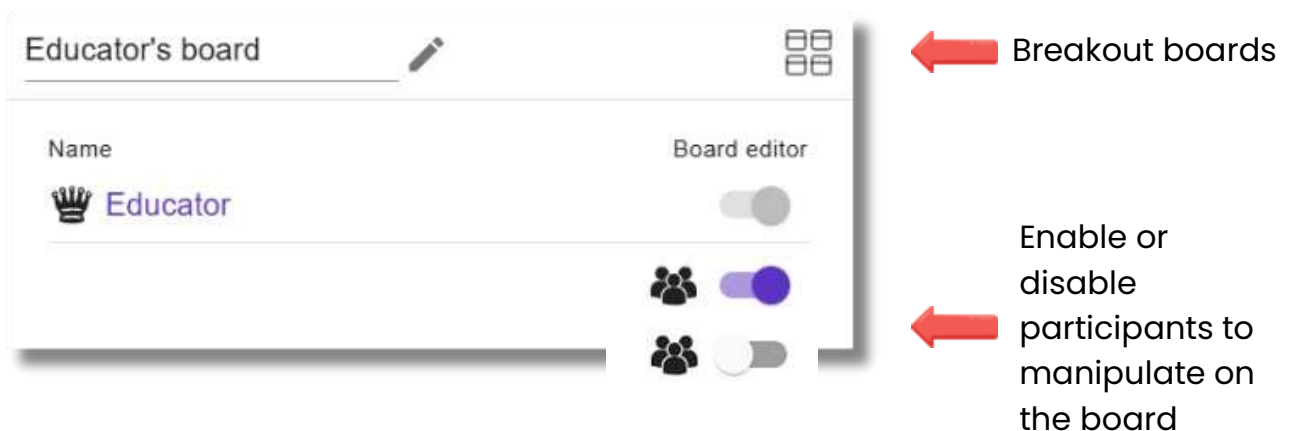 Educator's board
Breakout boards
Name
Board editor
Educator
Enable or
disable
participants to
manipulate on
the board